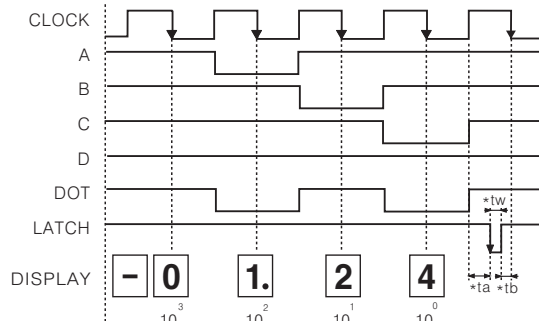 CLOCK
A
B
C
D
DOT
LATCH
*tw
DISPLAY
- 0 1. 2 4
*ta *tb
10³ 10² 10¹ 10⁰